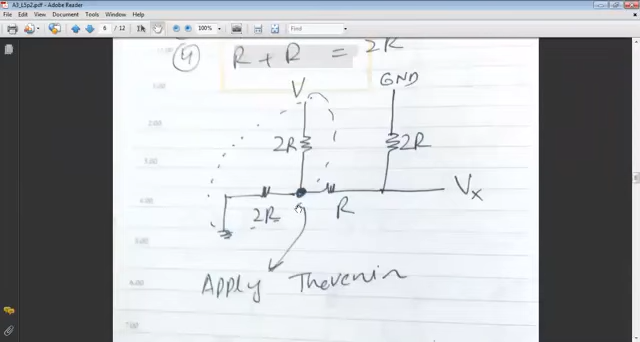 A3_L5p2.pdf - Adobe Reader
File Edit View Document Tools Window Help
6 / 12 100% Find
4 R + R = 2R
V GND
2R 2R
2R R Vx
Apply Thevenin